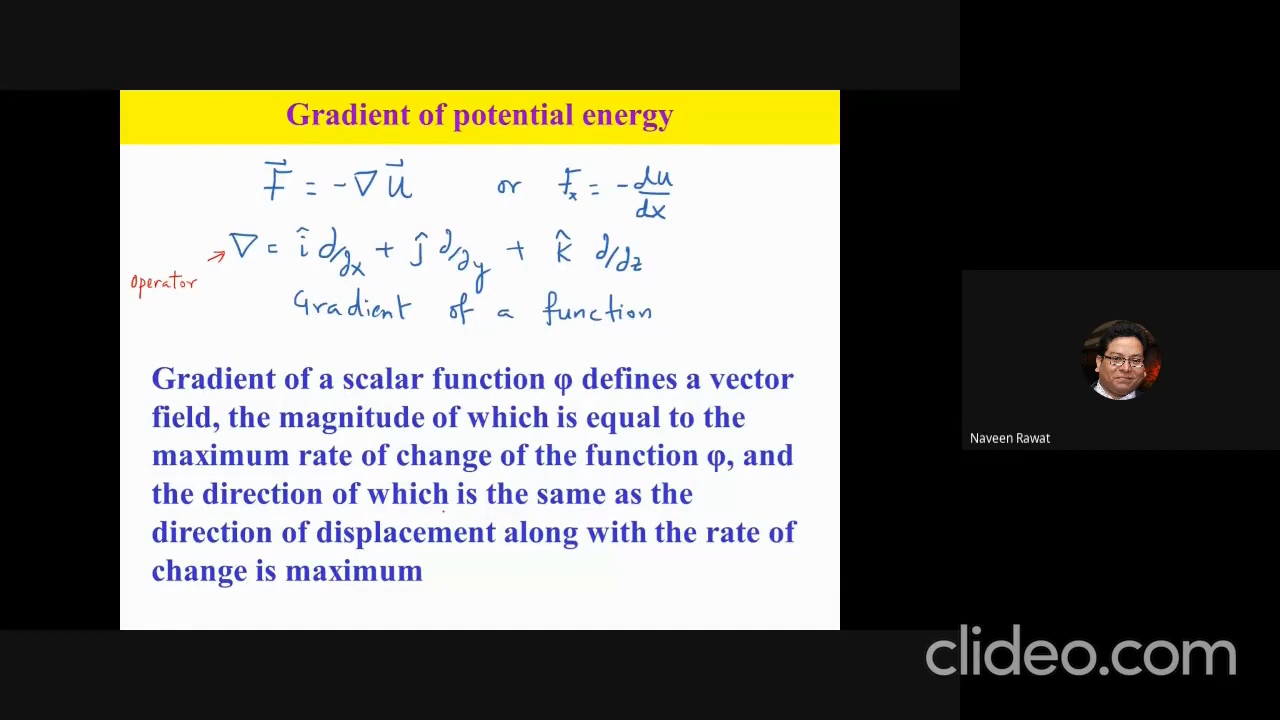 Gradient of potential energy
F⃗ = -∇U⃗ or Fₓ = -du/dx
∇ = î ∂/∂x + ĵ ∂/∂y + k̂ ∂/∂z
operator
Gradient of a function
Gradient of a scalar function φ defines a vector
field, the magnitude of which is equal to the
maximum rate of change of the function φ, and
the direction of which is the same as the
direction of displacement along with the rate of
change is maximum
Naveen Rawat
clideo.com